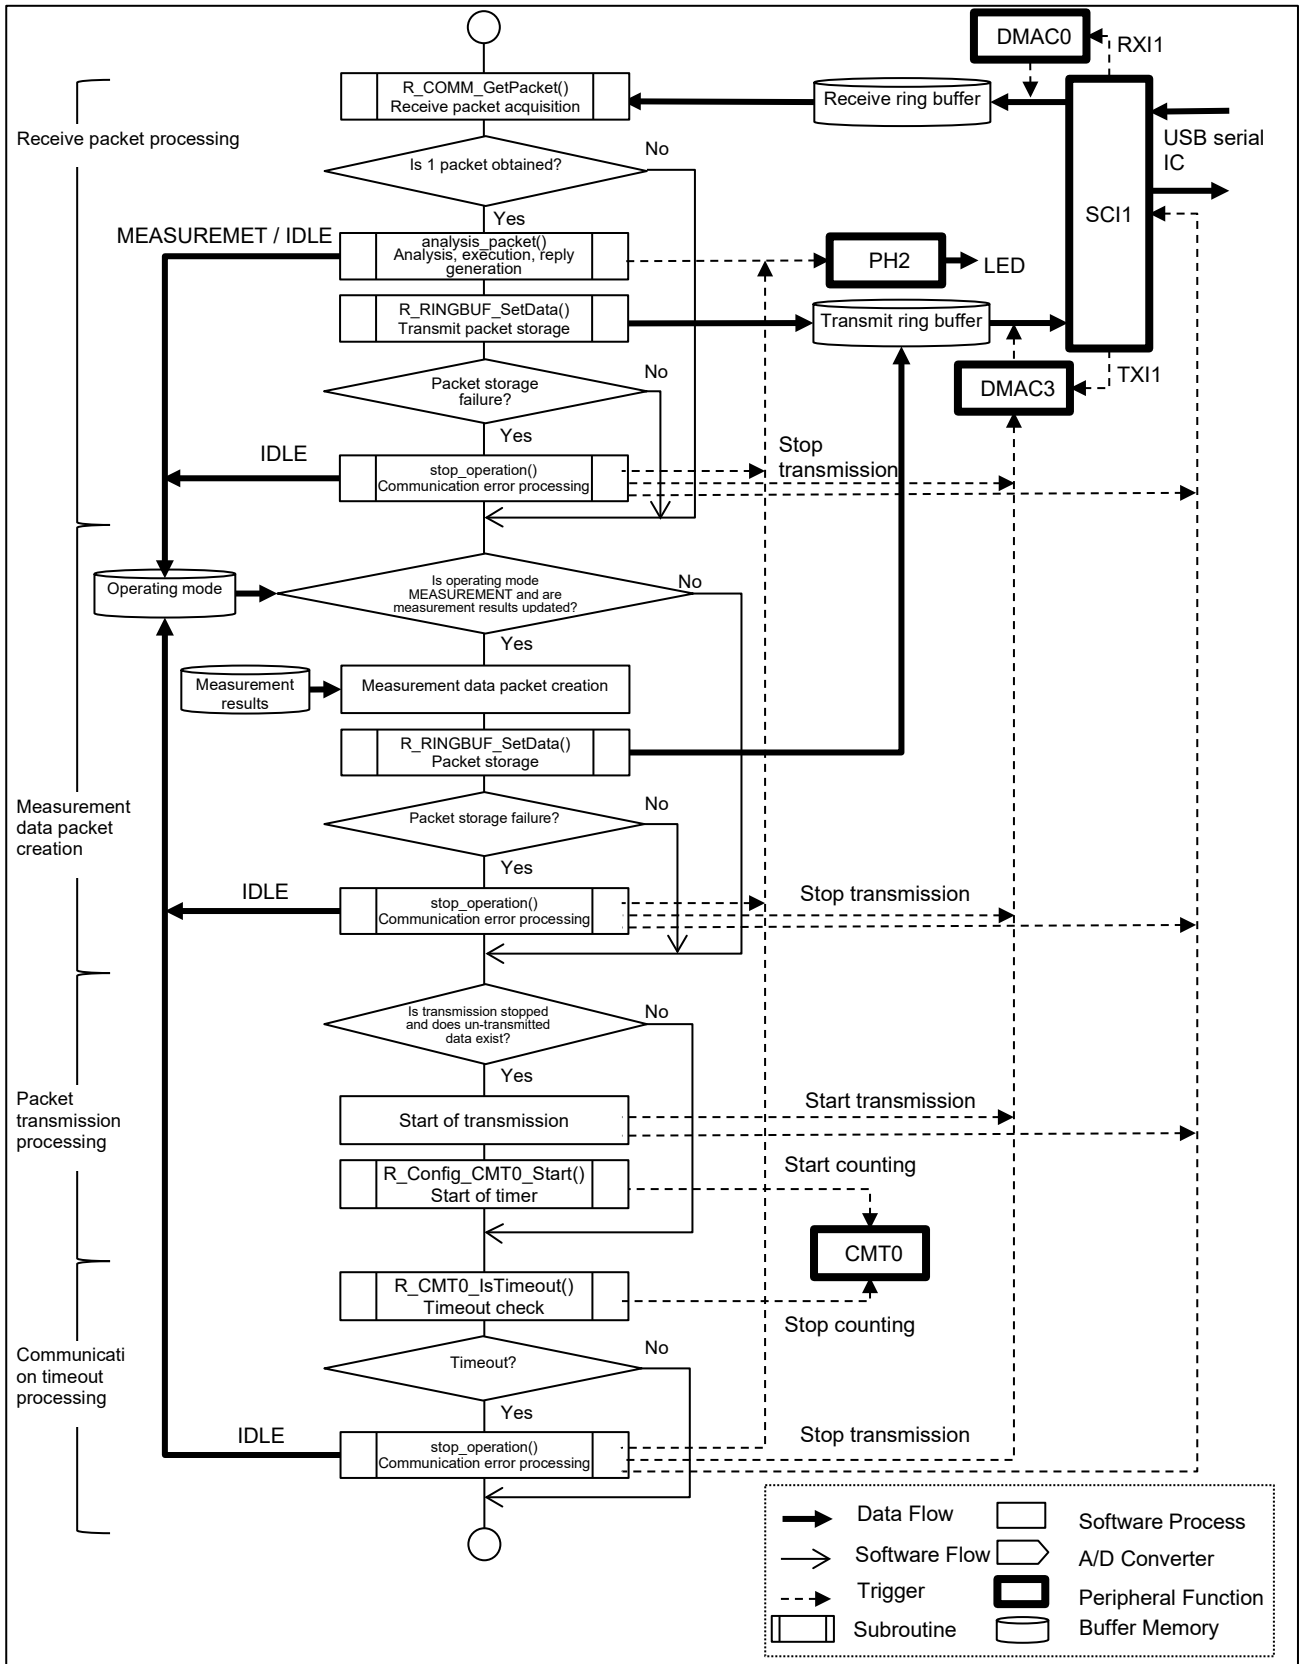 DMAC0
RXI1
R_COMM_GetPacket()
Receive packet acquisition
Receive ring buffer
Receive packet processing
USB serial
IC
No
Is 1 packet obtained?
SCI1
Yes
MEASUREMET / IDLE
analysis_packet()
Analysis, execution, reply
generation
PH2
LED
R_RINGBUF_SetData()
Transmit packet storage
Transmit ring buffer
No
TXI1
Packet storage
failure?
DMAC3
Yes
IDLE
Stop
transmission
stop_operation()
Communication error processing
Operating mode
Is operating mode
MEASUREMENT and are
measurement results updated?
No
Yes
Measurement
results
Measurement data packet creation
R_RINGBUF_SetData()
Packet storage
Measurement
data packet
creation
No
Packet storage failure?
Yes
IDLE
stop_operation()
Communication error processing
Stop transmission
Is transmission stopped
and does un-transmitted
data exist?
No
Yes
Packet
transmission
processing
Start of transmission
Start transmission
R_Config_CMT0_Start()
Start of timer
Start counting
CMT0
R_CMT0_IsTimeout()
Timeout check
Stop counting
Communicati
on timeout
processing
No
Timeout?
Yes
IDLE
stop_operation()
Communication error processing
Stop transmission
Data Flow
Software Process
Software Flow
A/D Converter
Trigger
Peripheral Function
Subroutine
Buffer Memory